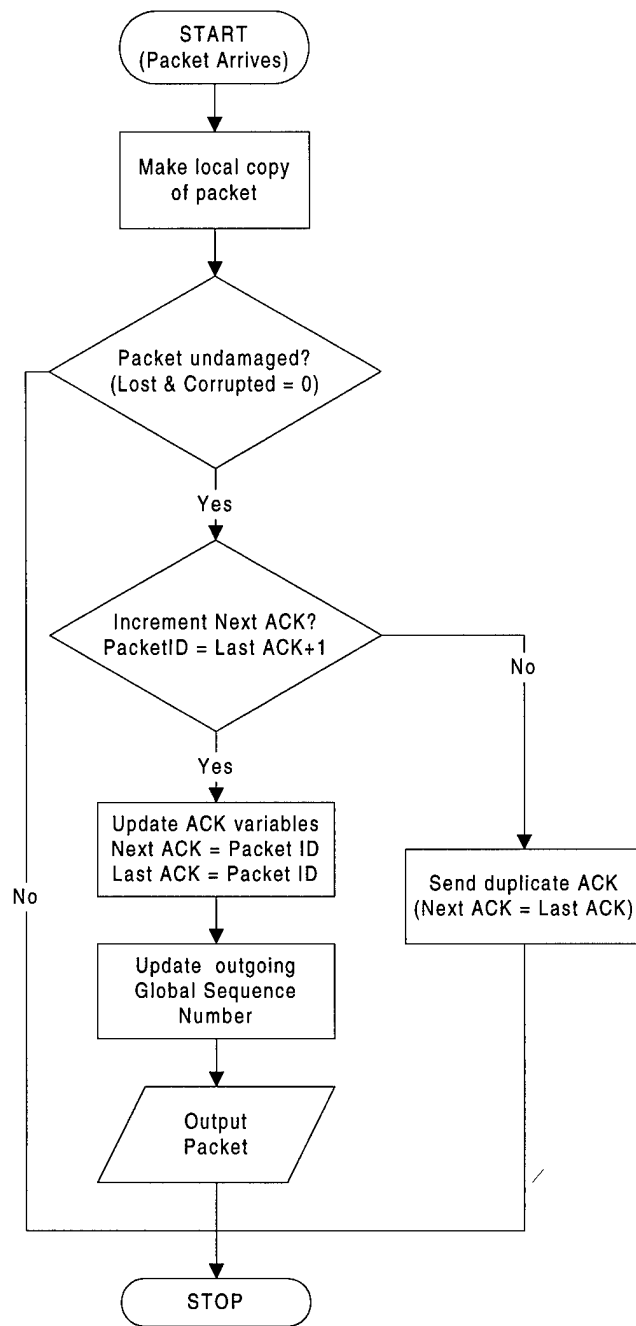 START
(Packet Arrives)
Make local copy
of packet
Packet undamaged?
(Lost & Corrupted = 0)
Yes
Increment Next ACK?
PacketID = Last ACK+1
No
Yes
Update ACK variables
Next ACK = Packet ID
Last ACK = Packet ID
Send duplicate ACK
(Next ACK = Last ACK)
No
Update outgoing
Global Sequence
Number
Output
Packet
STOP